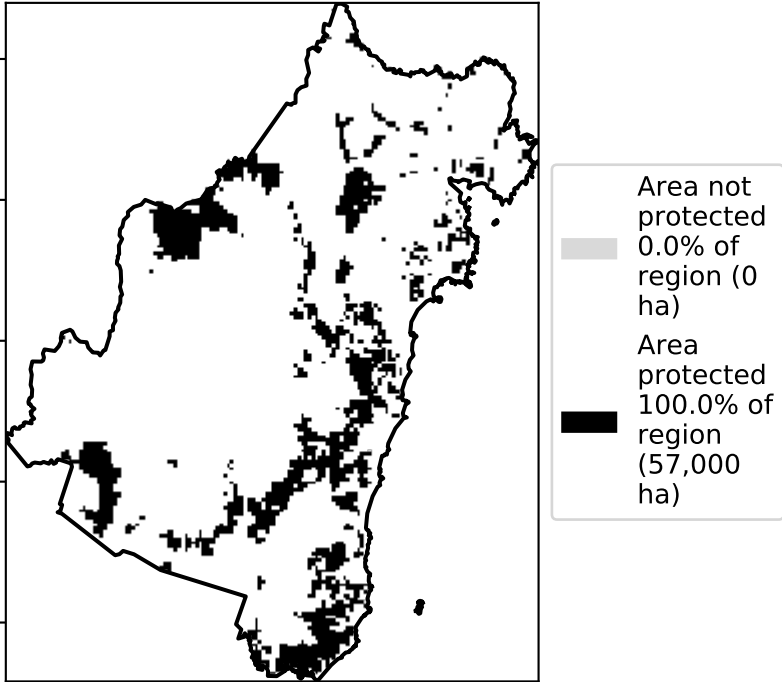 Area not
protected
0.0% of
region (0
ha)
Area
protected
100.0% of
region
(57,000
ha)